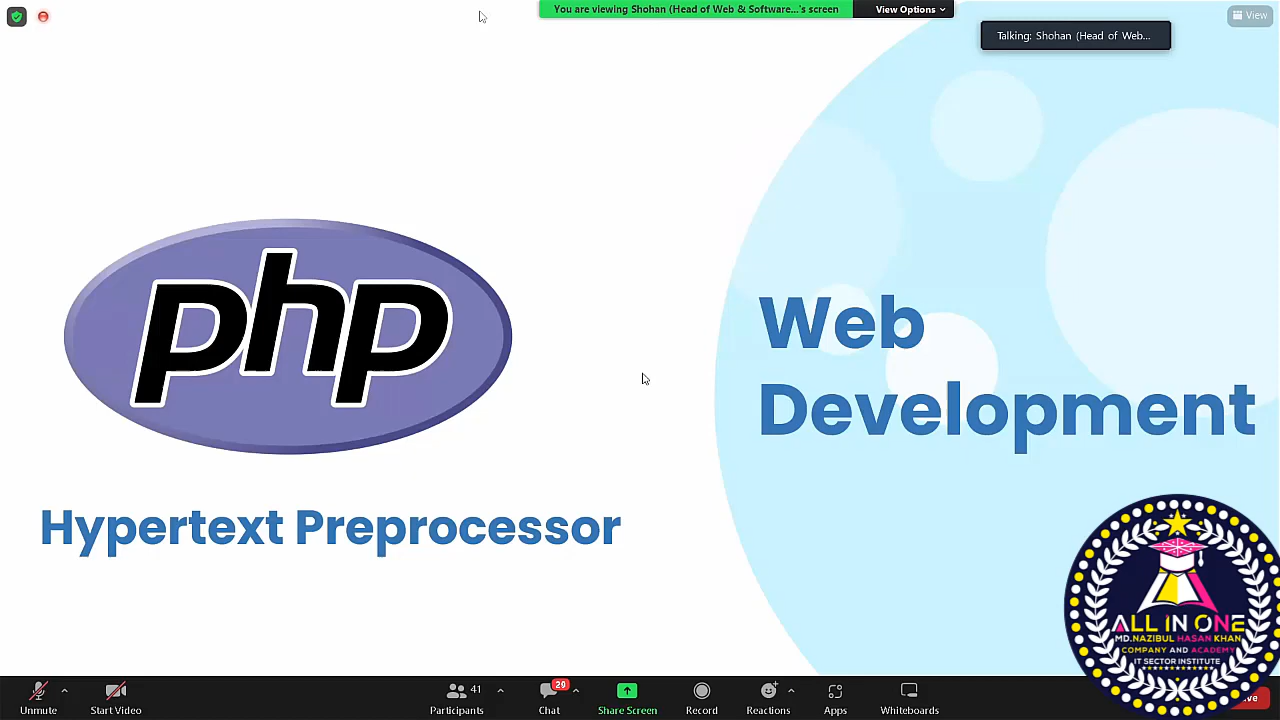 You are viewing Shohan (Head of Web & Software...'s screen
View Options
View
Talking: Shohan (Head of Web...
php
Web
Development
Hypertext Preprocessor
ALL IN ONE
MD.NAZIBUL HASAN KHAN
COMPANY AND ACADEMY
IT SECTOR INSTITUTE
Unmute
Start Video
41
Participants
29
Chat
Share Screen
Record
Reactions
Apps
Whiteboards